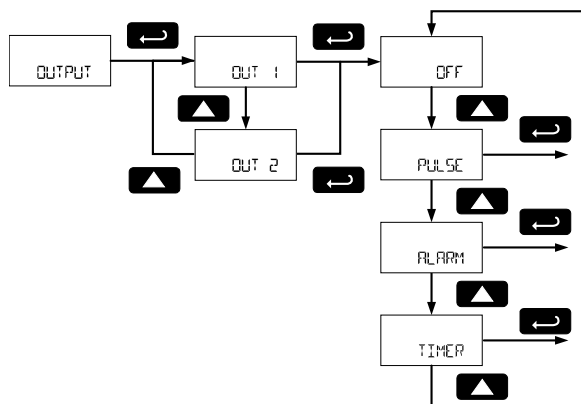 OUTPUT
OUT 1
OUT 2
OFF
PULSE
ALARM
TIMER